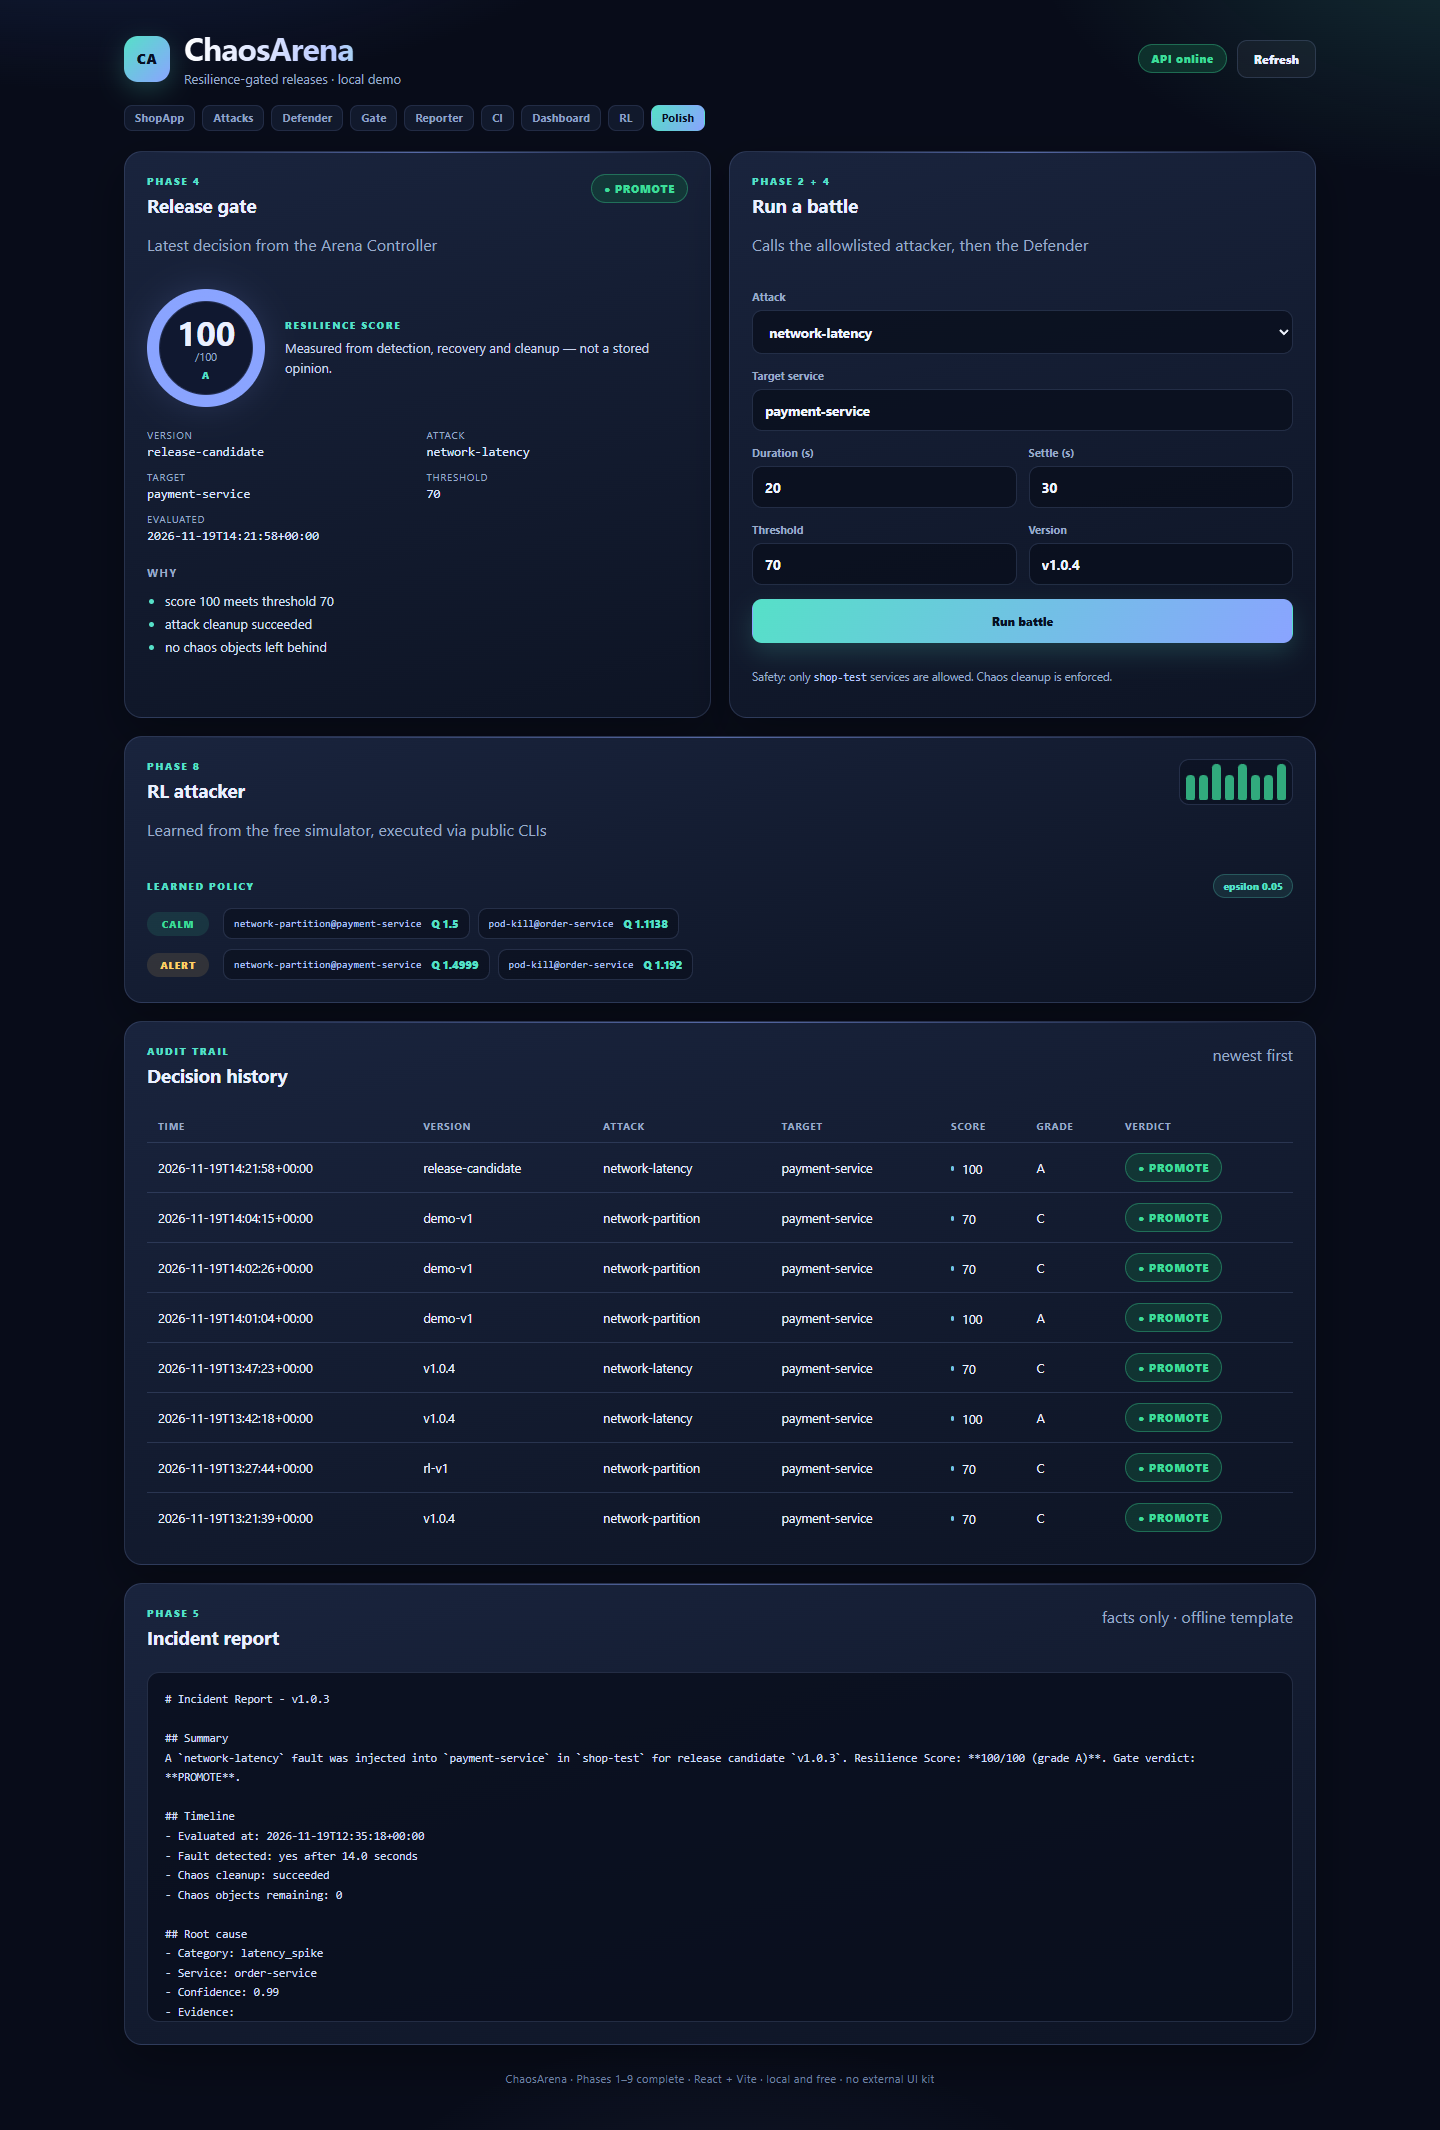 CA
ChaosArena
Resilience-gated releases · local demo
API online
Refresh
ShopApp
Attacks
Defender
Gate
Reporter
CI
Dashboard
RL
Polish
PHASE 4
Release gate
• PROMOTE
Latest decision from the Arena Controller
100
/100
A
RESILIENCE SCORE
Measured from detection, recovery and cleanup — not a stored
opinion.
VERSION
release-candidate
ATTACK
network-latency
TARGET
payment-service
THRESHOLD
70
EVALUATED
2026-11-19T14:21:58+00:00
WHY
• score 100 meets threshold 70
• attack cleanup succeeded
• no chaos objects left behind
PHASE 2 + 4
Run a battle
Calls the allowlisted attacker, then the Defender
Attack
network-latency
Target service
payment-service
Duration (s)
20
Settle (s)
30
Threshold
70
Version
v1.0.4
Run battle
Safety: only shop-test services are allowed. Chaos cleanup is enforced.
PHASE 8
RL attacker
Learned from the free simulator, executed via public CLIs
LEARNED POLICY
epsilon 0.05
CALM network-partition@payment-service Q 1.5 pod-kill@order-service Q 1.1138
ALERT network-partition@payment-service Q 1.4999 pod-kill@order-service Q 1.192
AUDIT TRAIL
Decision history
newest first
TIME VERSION ATTACK TARGET SCORE GRADE VERDICT
2026-11-19T14:21:58+00:00 release-candidate network-latency payment-service 100 A • PROMOTE
2026-11-19T14:04:15+00:00 demo-v1 network-partition payment-service 70 C • PROMOTE
2026-11-19T14:02:26+00:00 demo-v1 network-partition payment-service 70 C • PROMOTE
2026-11-19T14:01:04+00:00 demo-v1 network-partition payment-service 100 A • PROMOTE
2026-11-19T13:47:23+00:00 v1.0.4 network-latency payment-service 70 C • PROMOTE
2026-11-19T13:42:18+00:00 v1.0.4 network-latency payment-service 100 A • PROMOTE
2026-11-19T13:27:44+00:00 rl-v1 network-partition payment-service 70 C • PROMOTE
2026-11-19T13:21:39+00:00 v1.0.4 network-partition payment-service 70 C • PROMOTE
PHASE 5
Incident report
facts only · offline template
# Incident Report - v1.0.3
## Summary
A `network-latency` fault was injected into `payment-service` in `shop-test` for release candidate `v1.0.3`. Resilience Score: **100/100 (grade A)**. Gate verdict:
**PROMOTE**.
## Timeline
- Evaluated at: 2026-11-19T12:35:18+00:00
- Fault detected: yes after 14.0 seconds
- Chaos cleanup: succeeded
- Chaos objects remaining: 0
## Root cause
- Category: latency_spike
- Service: order-service
- Confidence: 0.99
- Evidence:
ChaosArena · Phases 1–9 complete · React + Vite · local and free · no external UI kit